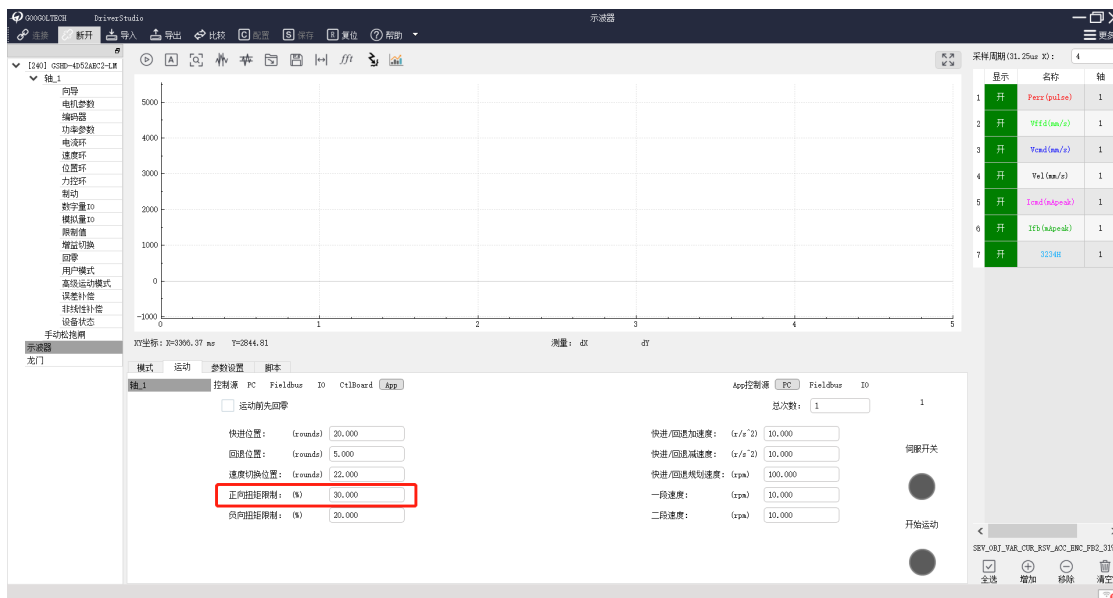 GOOGOLTECH DriverStudio 示波器
连接 断开 导入 导出 比较 C 配置 S 保存 R 复位 帮助 更多
[240] GSHD-4D52ABC2-LM
轴_1
向导
电机参数
编码器
功率参数
电流环
速度环
位置环
力控环
制动
数字量IO
模拟量IO
限制值
增益切换
回零
用户模式
高级运动模式
误差补偿
非线性补偿
设备状态
手动松抱闸
示波器
龙门
A fft
5000
4000
3000
2000
1000
0
-1000
0 1 2 3 4 5
XY坐标: X=3366.37 ms Y=2844.81 测量: dX dY
采样周期(31.25us X): 4
显示 名称 轴
1 开 Perr(pulse) 1
2 开 Vffd(mm/s) 1
3 开 Vcmd(mm/s) 1
4 开 Vel(mm/s) 1
5 开 Icmd(mApeak) 1
6 开 Ifb(mApeak) 1
7 开 3234H 1
模式 运动 参数设置 脚本
轴_1 控制源 PC Fieldbus IO CtlBoard App App控制源 PC Fieldbus IO
运动前先回零 总次数: 1 1
快进位置: (rounds) 20.000 快进/回退加速度: (r/s^2) 10.000
回退位置: (rounds) 5.000 快进/回退减速度: (r/s^2) 10.000
速度切换位置: (rounds) 22.000 快进/回退规划速度: (rpm) 100.000
正向扭矩限制: (%) 30.000 一段速度: (rpm) 10.000
负向扭矩限制: (%) 20.000 二段速度: (rpm) 10.000
伺服开关
开始运动
SEV_OBJ_VAR_CUR_RSV_ACC_ENC_FB2_319
全选 增加 移除 清空